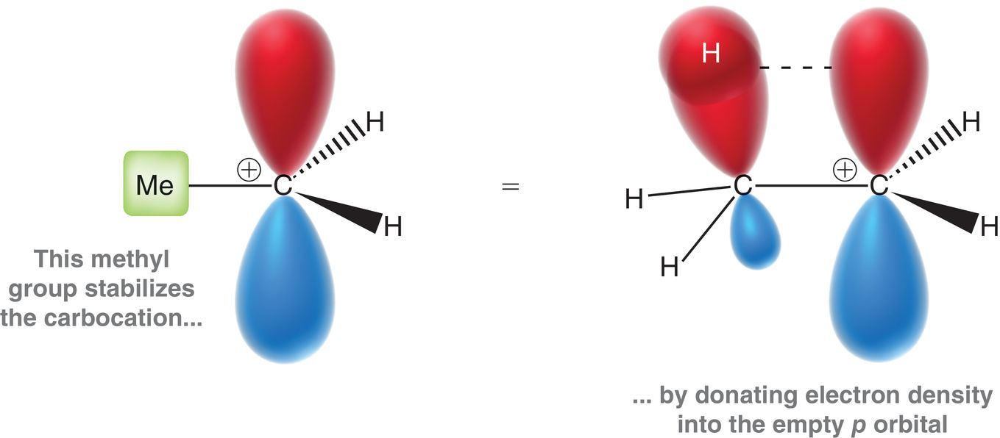 H
H
H
Me
⊕
C
⊕
C
C
=
H
H
H
H
This methyl
group stabilizes
the carbocation...
... by donating electron density
into the empty p orbital